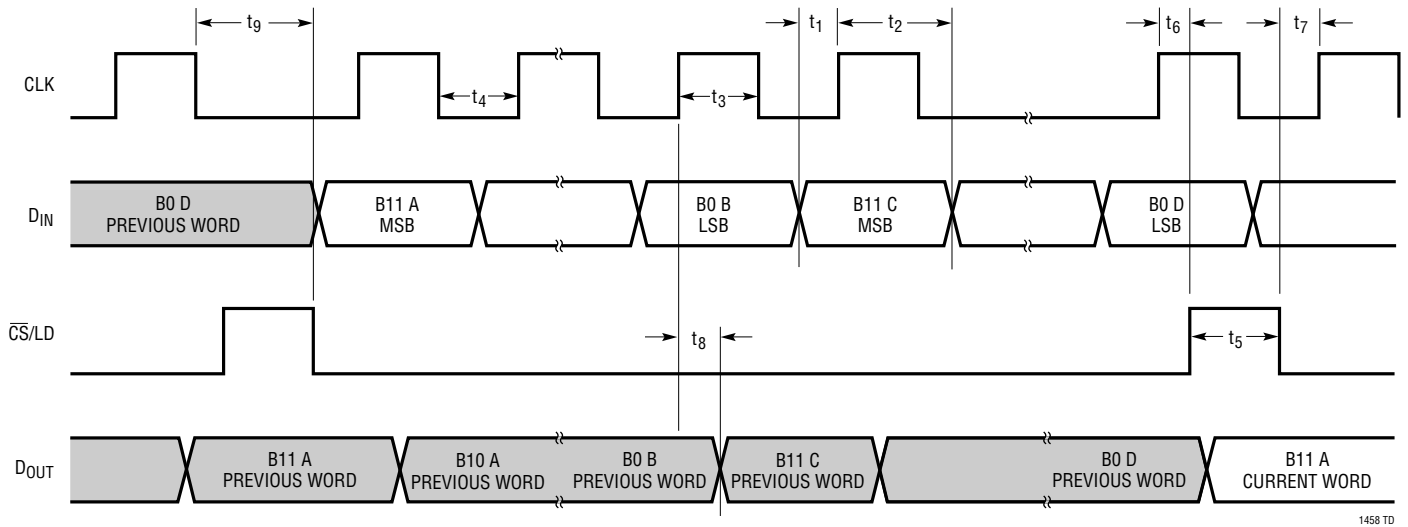 t9
t1
t2
t6
t7
CLK
t4
t3
DIN
B0 D
PREVIOUS WORD
B11 A
MSB
B0 B
LSB
B11 C
MSB
B0 D
LSB
CS/LD
t8
t5
DOUT
B11 A
PREVIOUS WORD
B10 A
PREVIOUS WORD
B0 B
PREVIOUS WORD
B11 C
PREVIOUS WORD
B0 D
PREVIOUS WORD
B11 A
CURRENT WORD
1458 TD